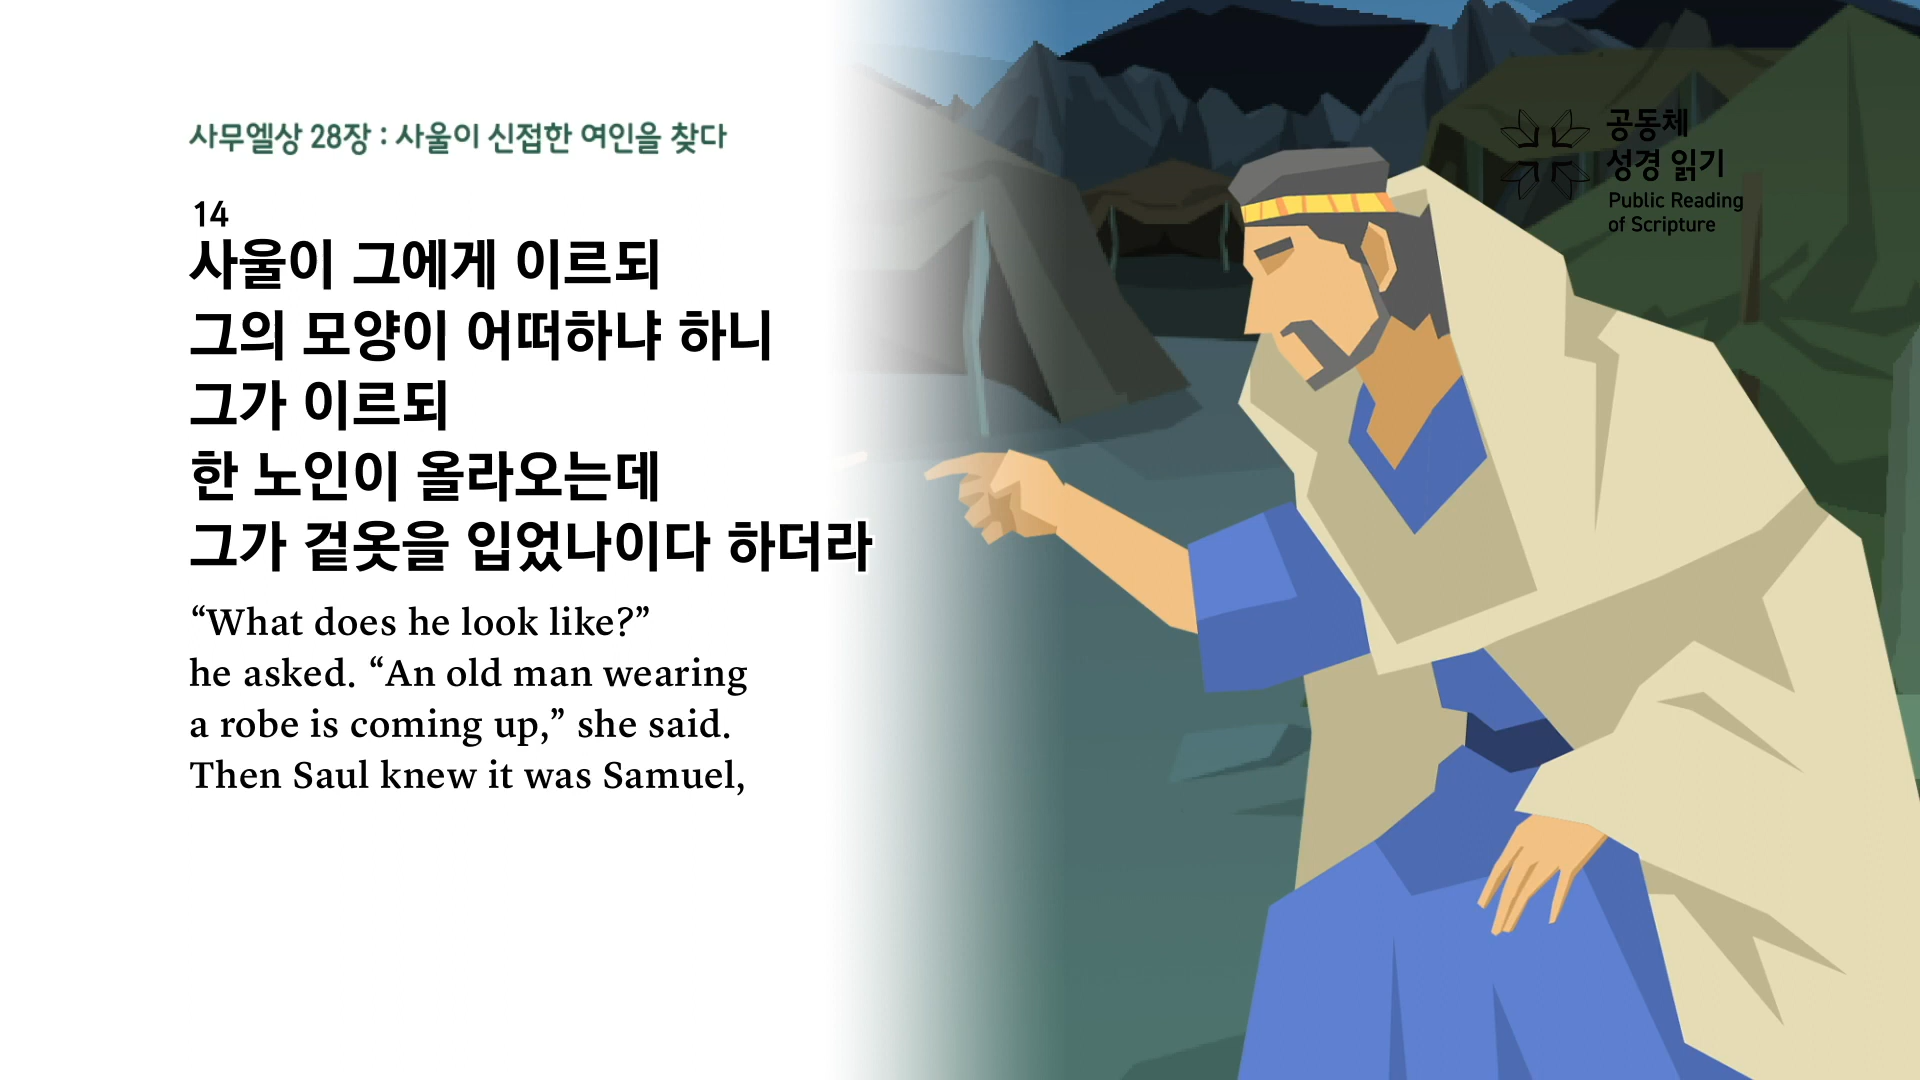 사무엘상 28장 : 사울이 신접한 여인을 찾다
14
사울이 그에게 이르되
그의 모양이 어떠하냐 하니
그가 이르되
한 노인이 올라오는데
그가 겉옷을 입었나이다 하더라
“What does he look like?”
he asked. “An old man wearing
a robe is coming up,” she said.
Then Saul knew it was Samuel,
공동체
성경 읽기
Public Reading
of Scripture